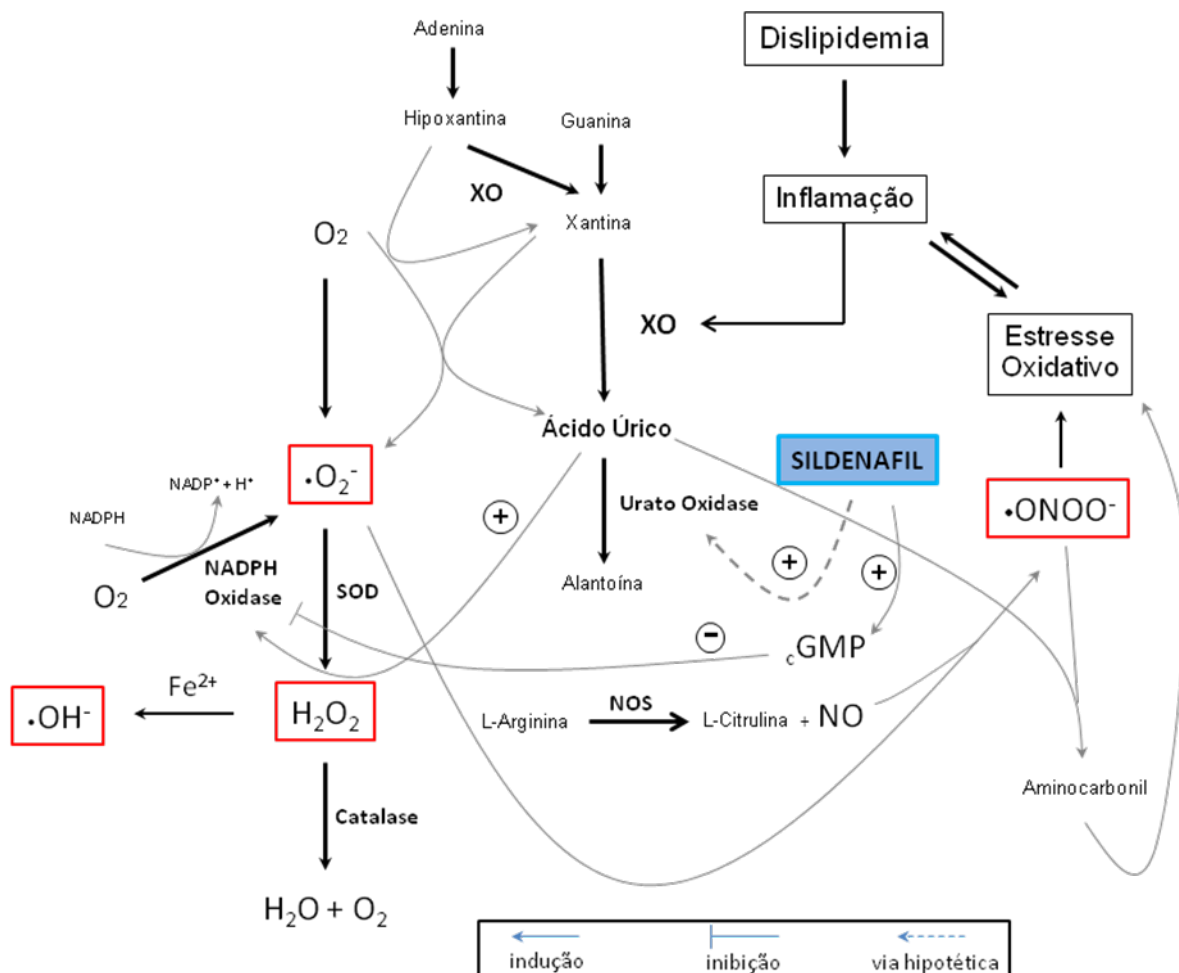 Adenina
Dislipidemia
Hipoxantina
Guanina
XO
Inflamação
Xantina
O₂
XO
Estresse
Oxidativo
Ácido Úrico
SILDENAFIL
·O₂⁻
NADP⁺ + H⁺
·ONOO⁻
Urato Oxidase
+
NADPH
NADPH
Oxidase
+
+
Alantoína
O₂
SOD
−
cGMP
Fe²⁺
·OH⁻
H₂O₂
L-Arginina
NOS
L-Citrulina + NO
Aminocarbonil
Catalase
H₂O + O₂
indução
inibição
via hipotética